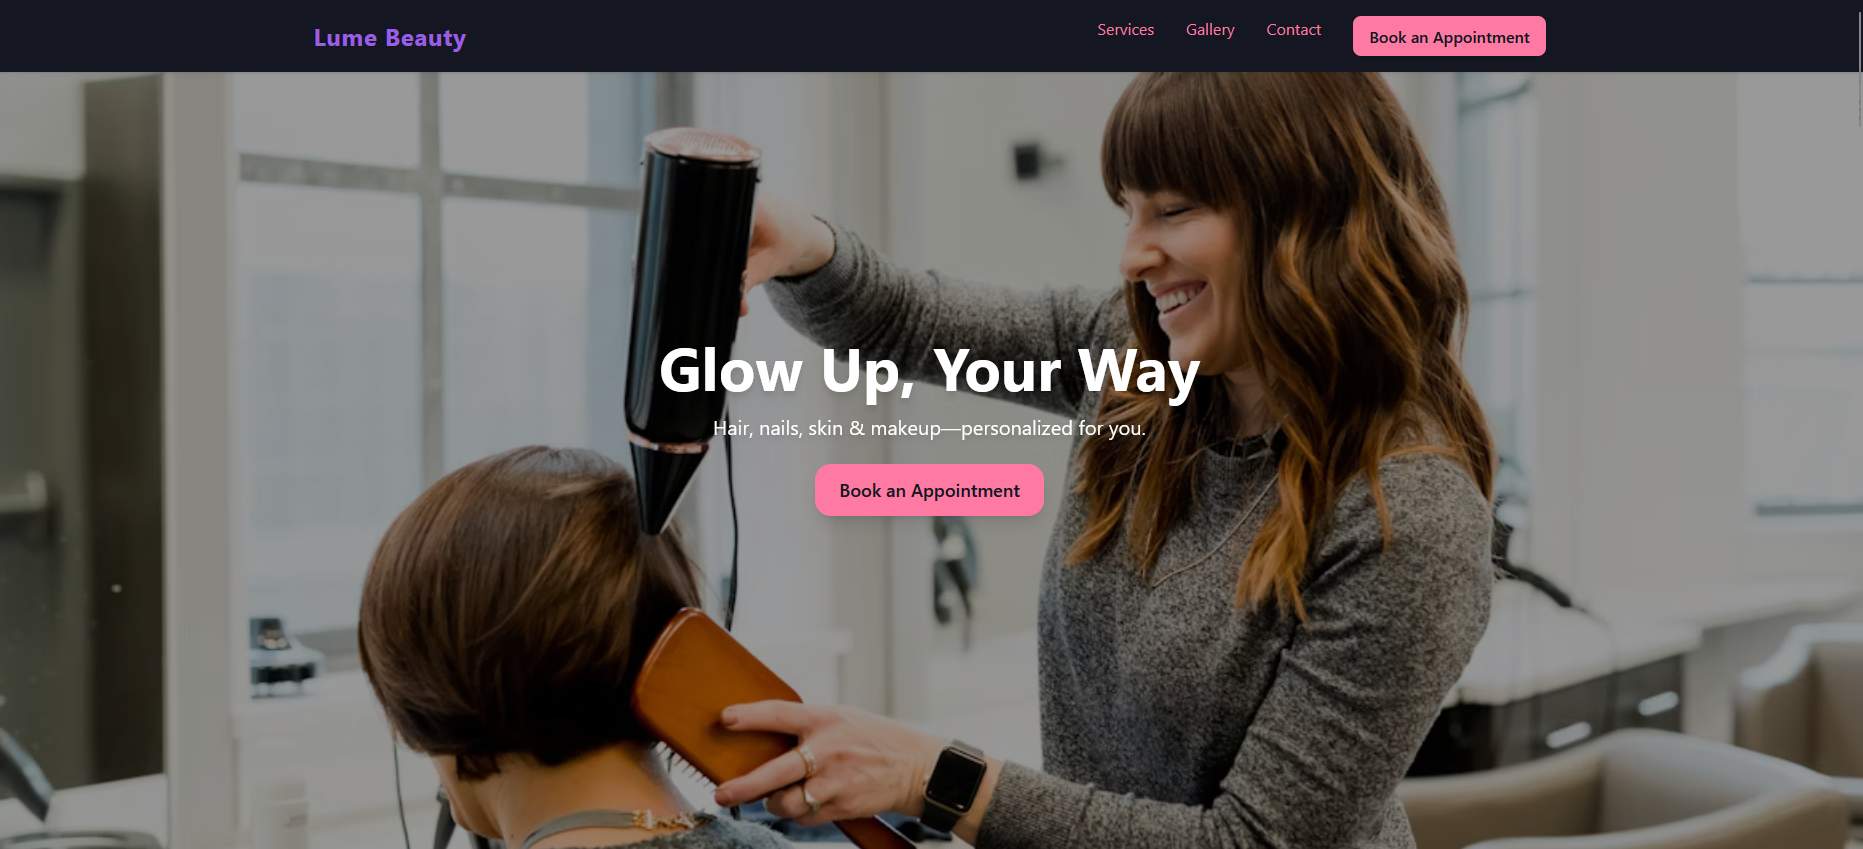 Lume Beauty
Services
Gallery
Contact
Book an Appointment
Glow Up, Your Way
Hair, nails, skin & makeup—personalized for you.
Book an Appointment